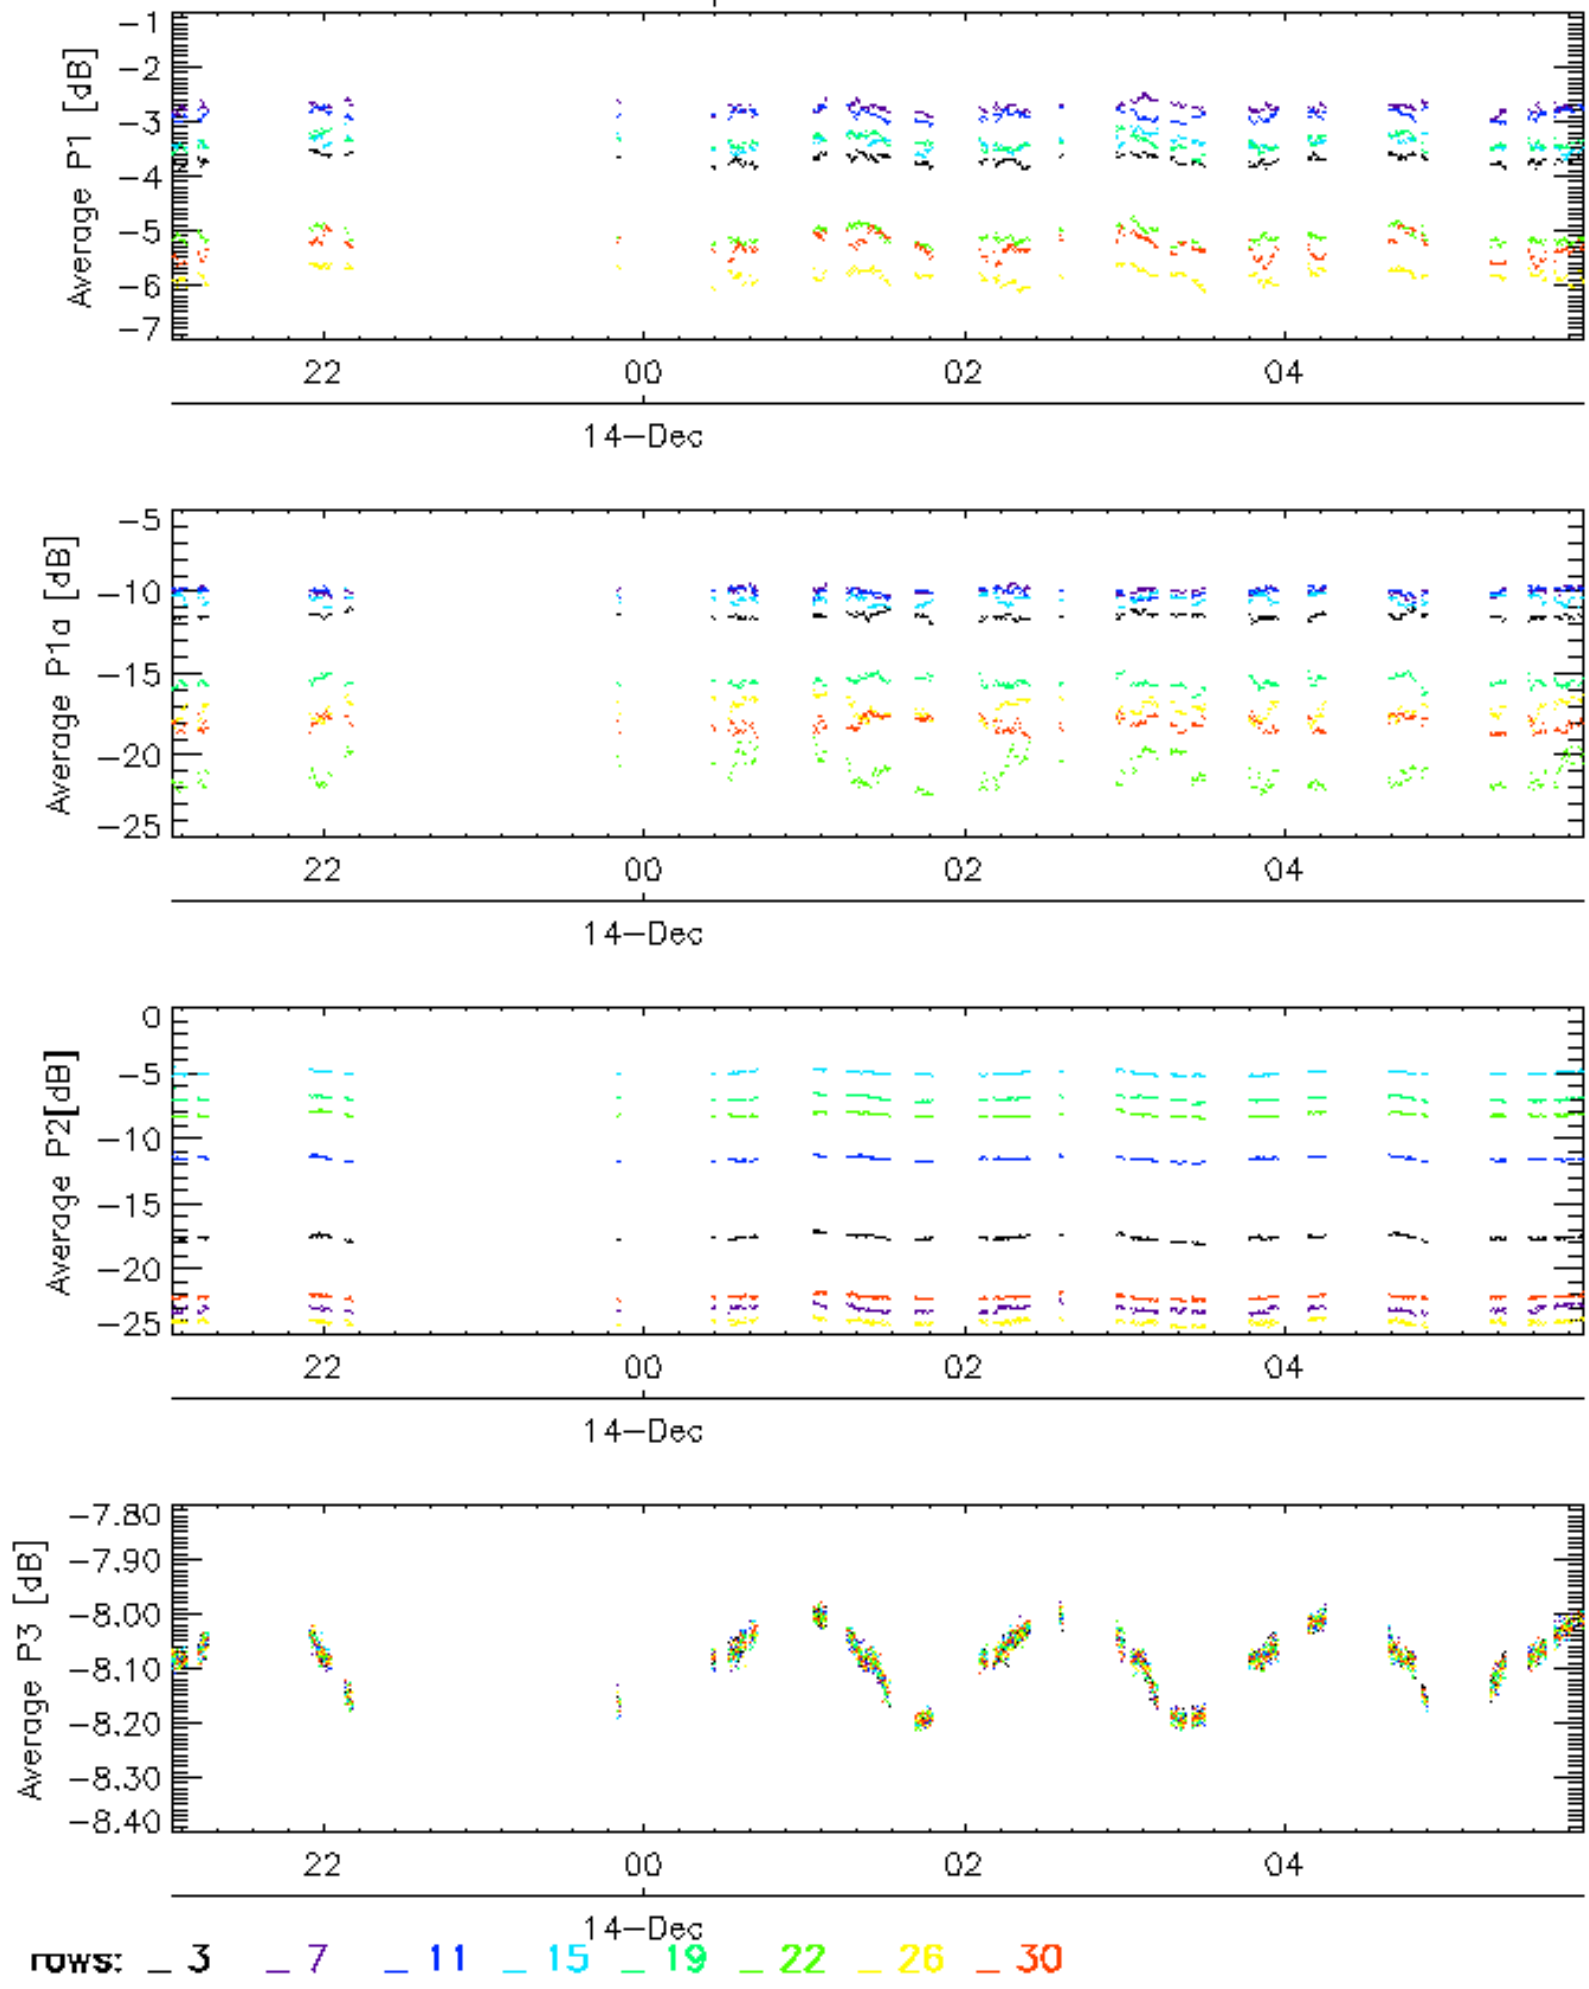 Average P1 [dB]
−1
−2
−3
−4
−5
−6
−7
22 00 02 04
14−Dec
Average P1a [dB]
−5
−10
−15
−20
−25
22 00 02 04
14−Dec
Average P2[dB]
0
−5
−10
−15
−20
−25
22 00 02 04
14−Dec
Average P3 [dB]
−7.80
−7.90
−8.00
−8.10
−8.20
−8.30
−8.40
22 00 02 04
14−Dec
rows: _ 3 _ 7 _ 11 _ 15 _ 19 _ 22 _ 26 _ 30